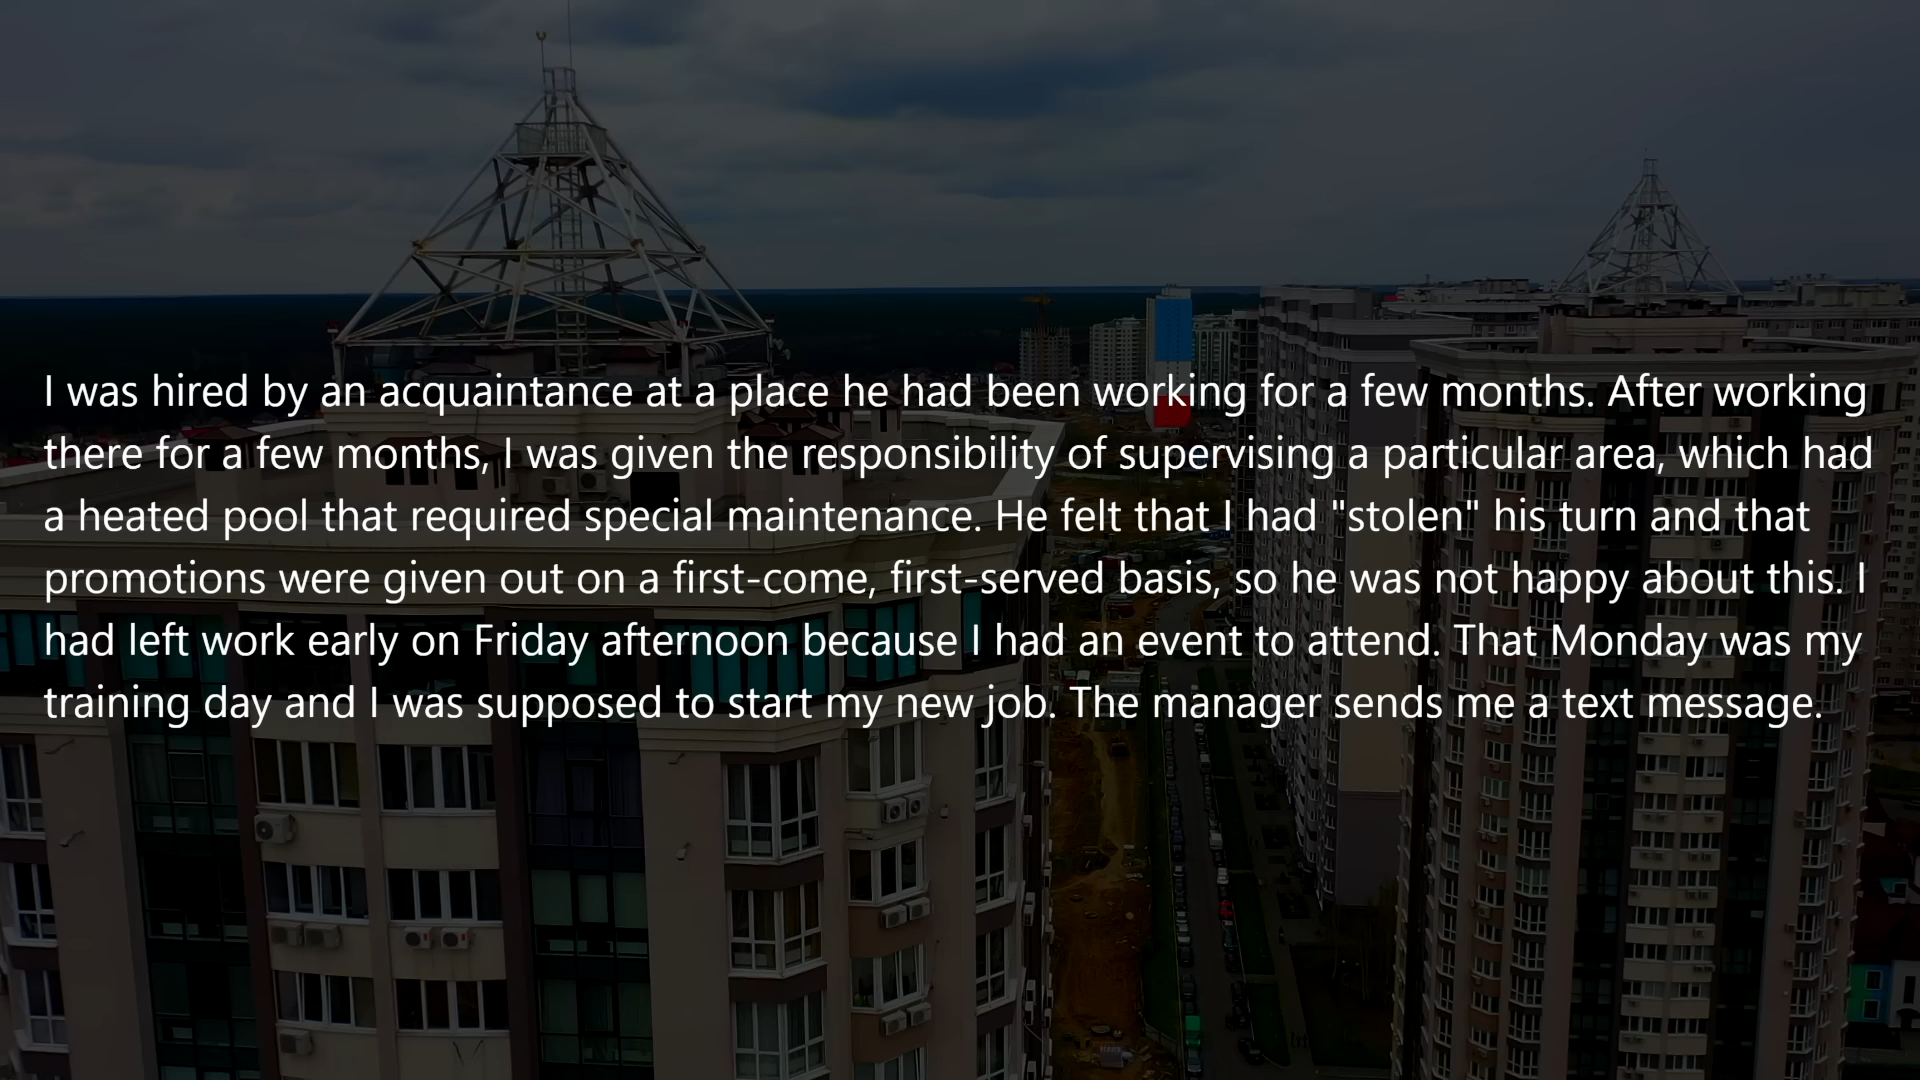 I was hired by an acquaintance at a place he had been working for a few months. After working
there for a few months, I was given the responsibility of supervising a particular area, which had
a heated pool that required special maintenance. He felt that I had "stolen" his turn and that
promotions were given out on a first-come, first-served basis, so he was not happy about this. I
had left work early on Friday afternoon because I had an event to attend. That Monday was my
training day and I was supposed to start my new job. The manager sends me a text message.